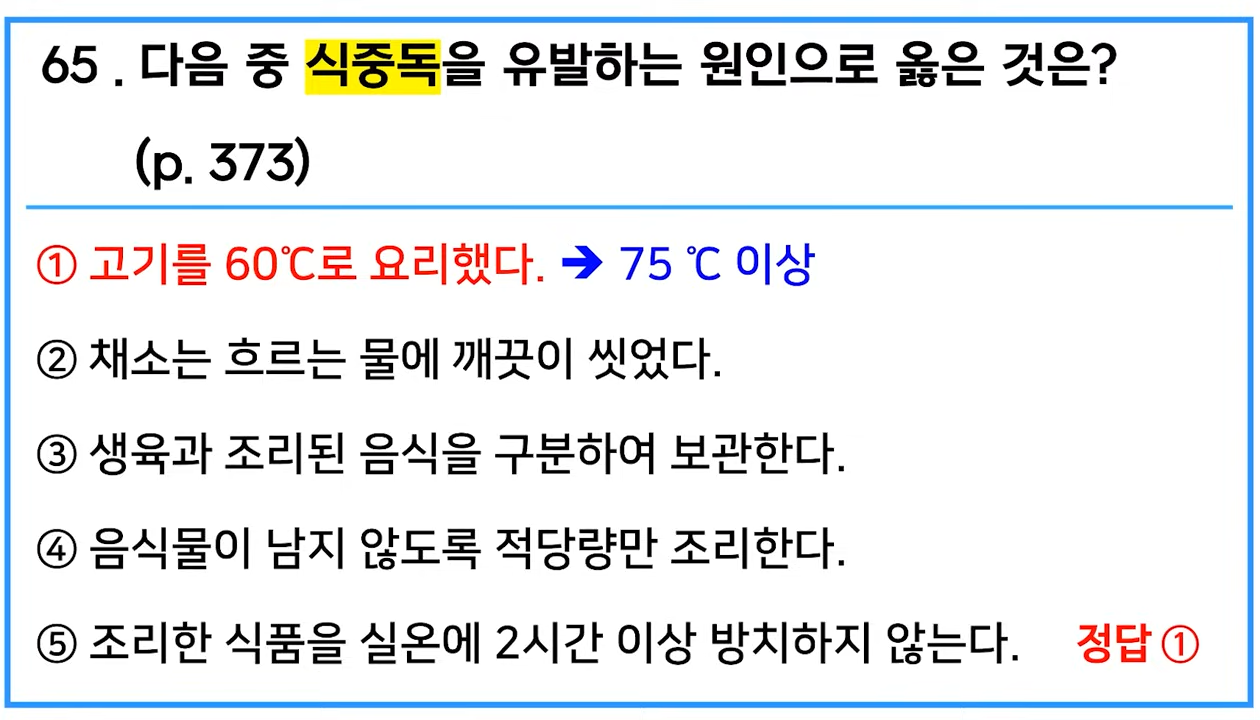 65 . 다음 중 식중독을 유발하는 원인으로 옳은 것은?
(p. 373)
① 고기를 60℃로 요리했다. ➔ 75 ℃ 이상
② 채소는 흐르는 물에 깨끗이 씻었다.
③ 생육과 조리된 음식을 구분하여 보관한다.
④ 음식물이 남지 않도록 적당량만 조리한다.
⑤ 조리한 식품을 실온에 2시간 이상 방치하지 않는다. 정답 ①